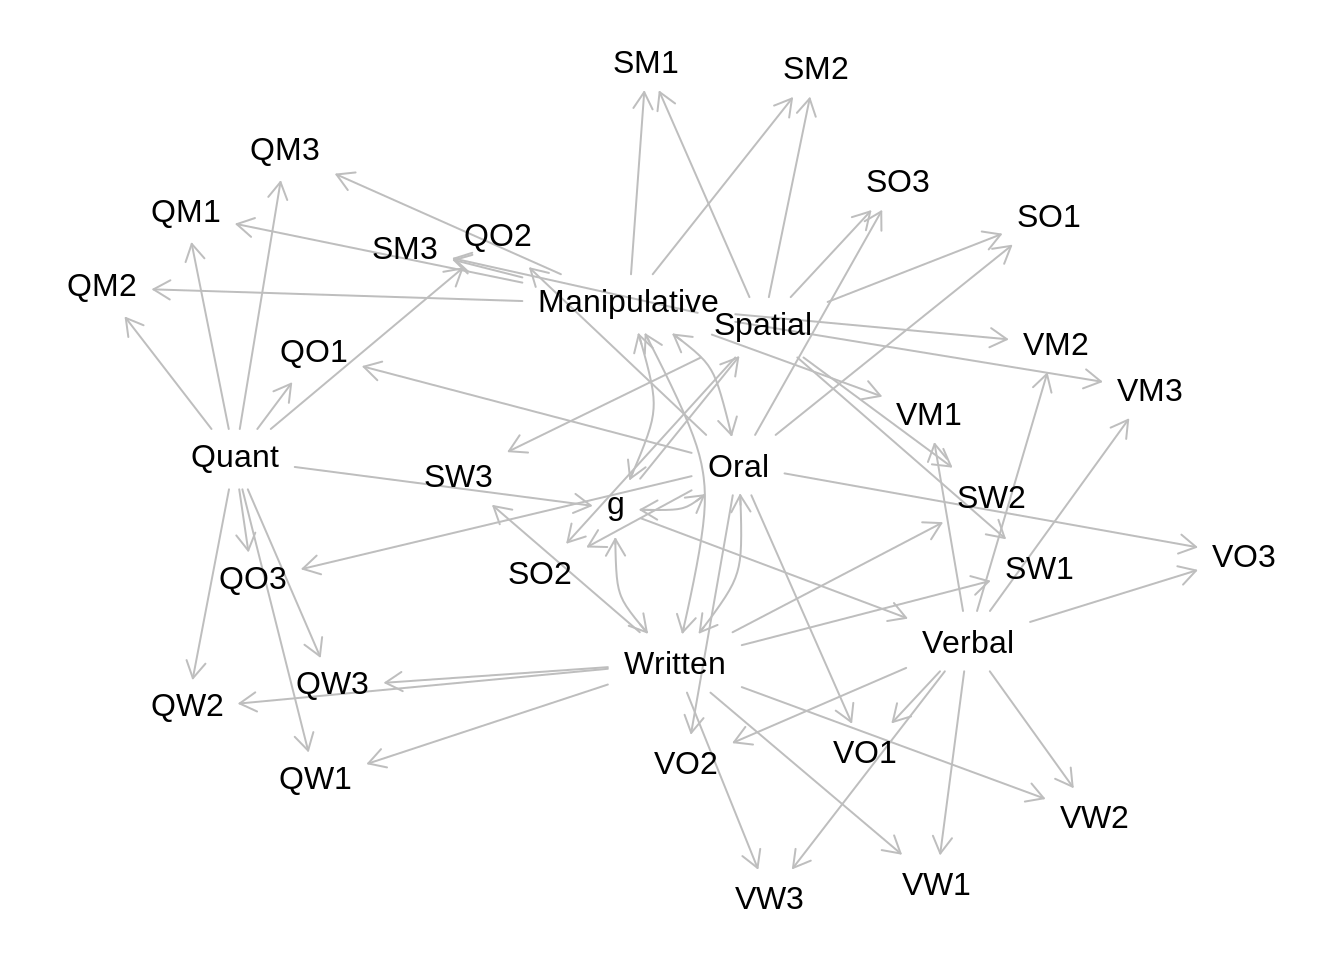 SM1
SM2
QM3
SO3
QM1
SO1
QO2
SM3
QM2
Manipulative
Spatial
VM2
QO1
VM3
VM1
Quant
Oral
SW3
SW2
g
VO3
SW1
SO2
QO3
Verbal
Written
QW3
QW2
VO1
VO2
QW1
VW2
VW1
VW3